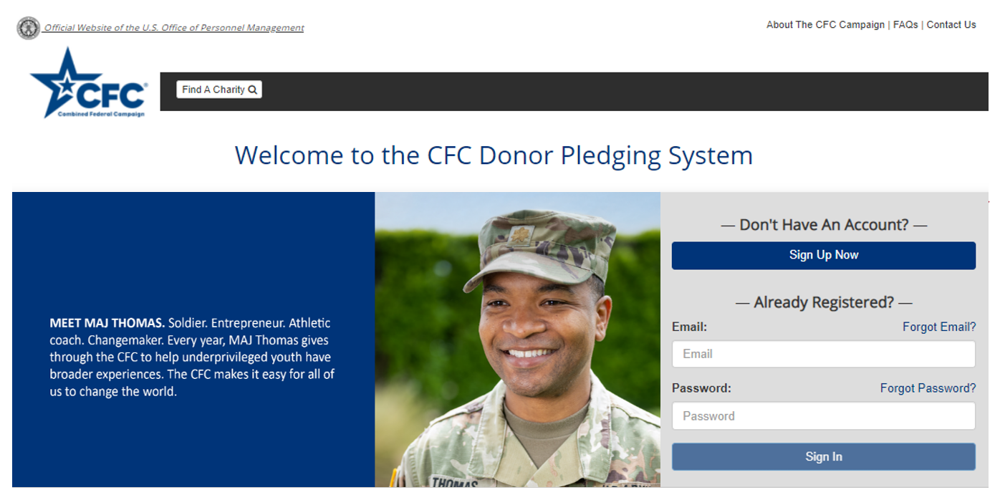 Official Website of the U.S. Office of Personnel Management
About The CFC Campaign | FAQs | Contact Us
CFC®
Combined Federal Campaign
Find A Charity
Welcome to the CFC Donor Pledging System
MEET MAJ THOMAS. Soldier. Entrepreneur. Athletic
coach. Changemaker. Every year, MAJ Thomas gives
through the CFC to help underprivileged youth have
broader experiences. The CFC makes it easy for all of
us to change the world.
THOMAS
— Don't Have An Account? —
Sign Up Now
— Already Registered? —
Email: Forgot Email?
Email
Password: Forgot Password?
Password
Sign In